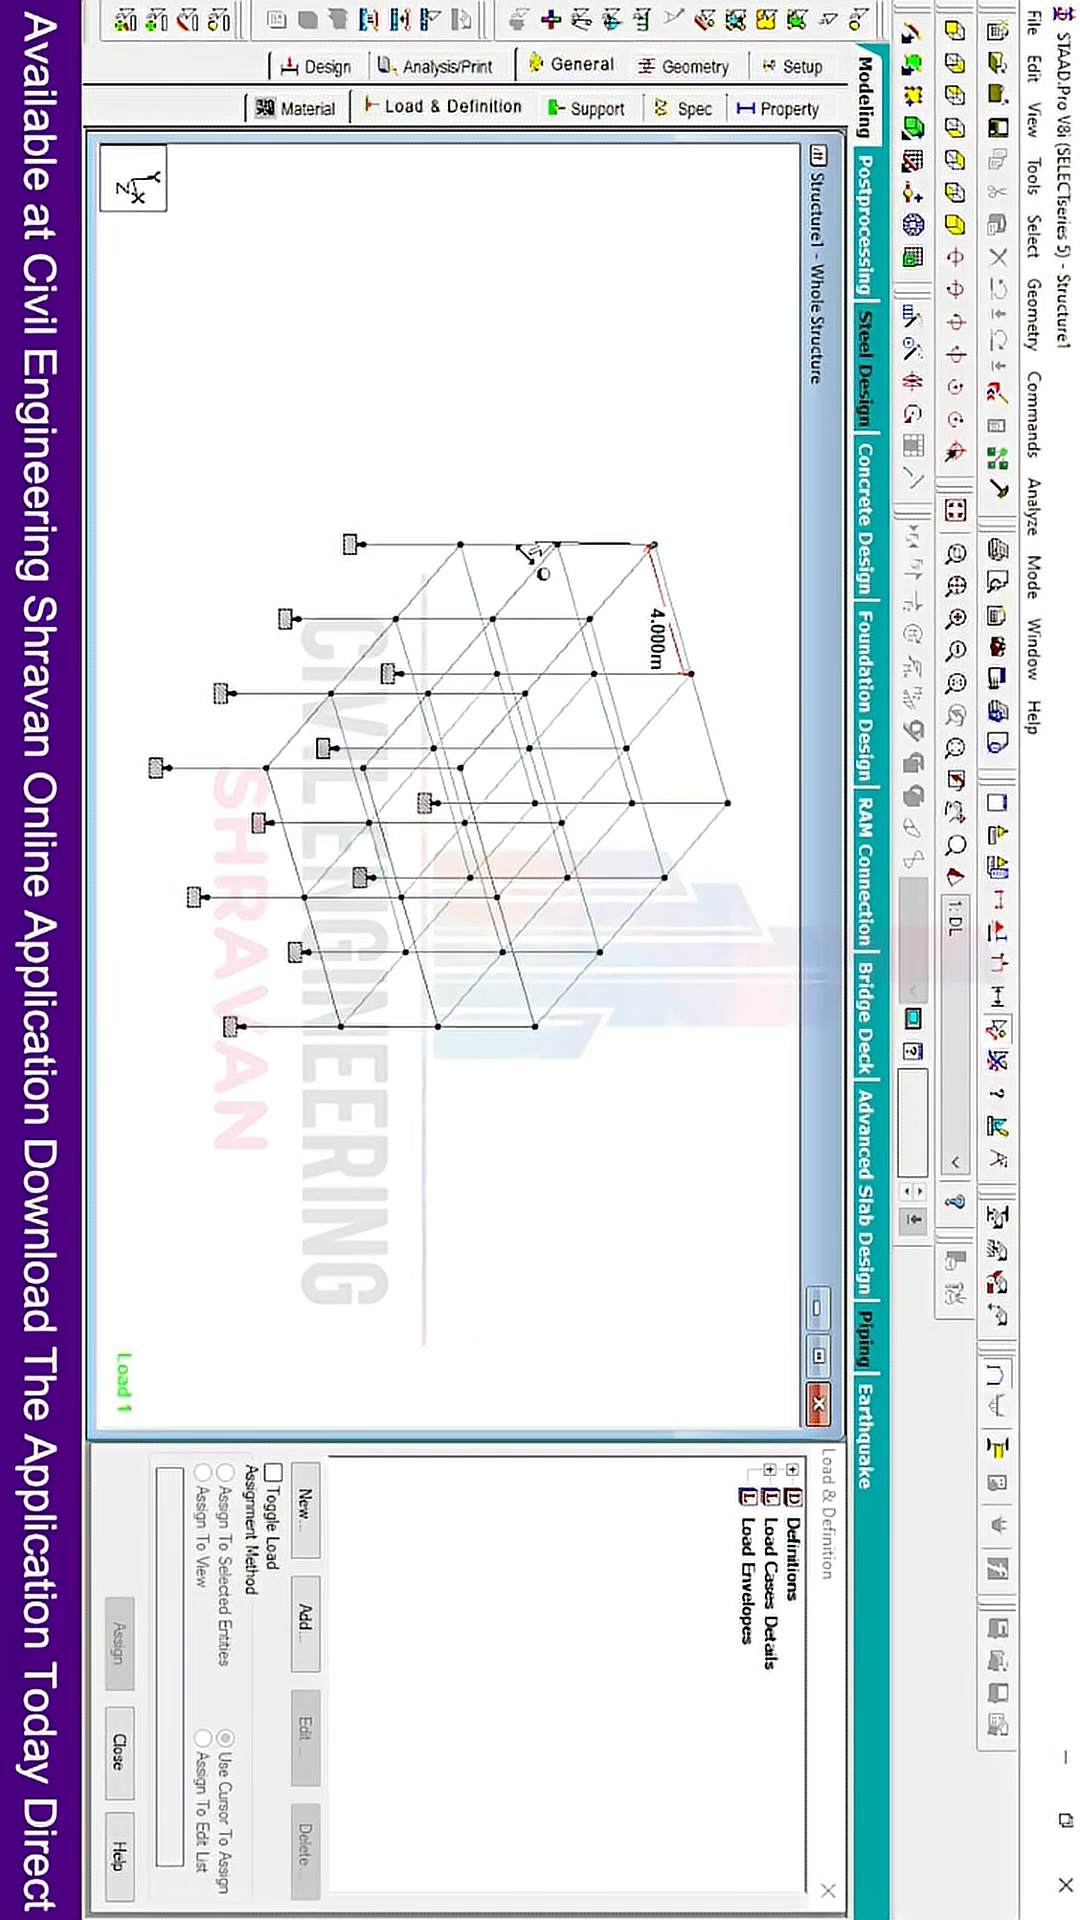 STAAD.Pro V8i (SELECTseries 5) - Structure1
File Edit View Tools Select Geometry Commands Analyze Mode Window Help
1: DL
Modeling Postprocessing Steel Design Concrete Design Foundation Design RAM Connection Bridge Deck Advanced Slab Design Piping Earthquake
Setup
Geometry
General
Analysis/Print
Design
Property
Spec
Support
Load & Definition
Material
Structure1 - Whole Structure
4.000m
CIVIL ENGINEERING
SHRAVAN
Y
X
Z
Load 1
Load & Definition
Definitions
Load Cases Details
Load Envelopes
New...
Add...
Edit...
Delete...
Toggle Load
Assignment Method
Assign To Selected Entities
Use Cursor To Assign
Assign To View
Assign To Edit List
Assign
Close
Help
Available at Civil Engineering Shravan Online Application Download The Application Today Direct